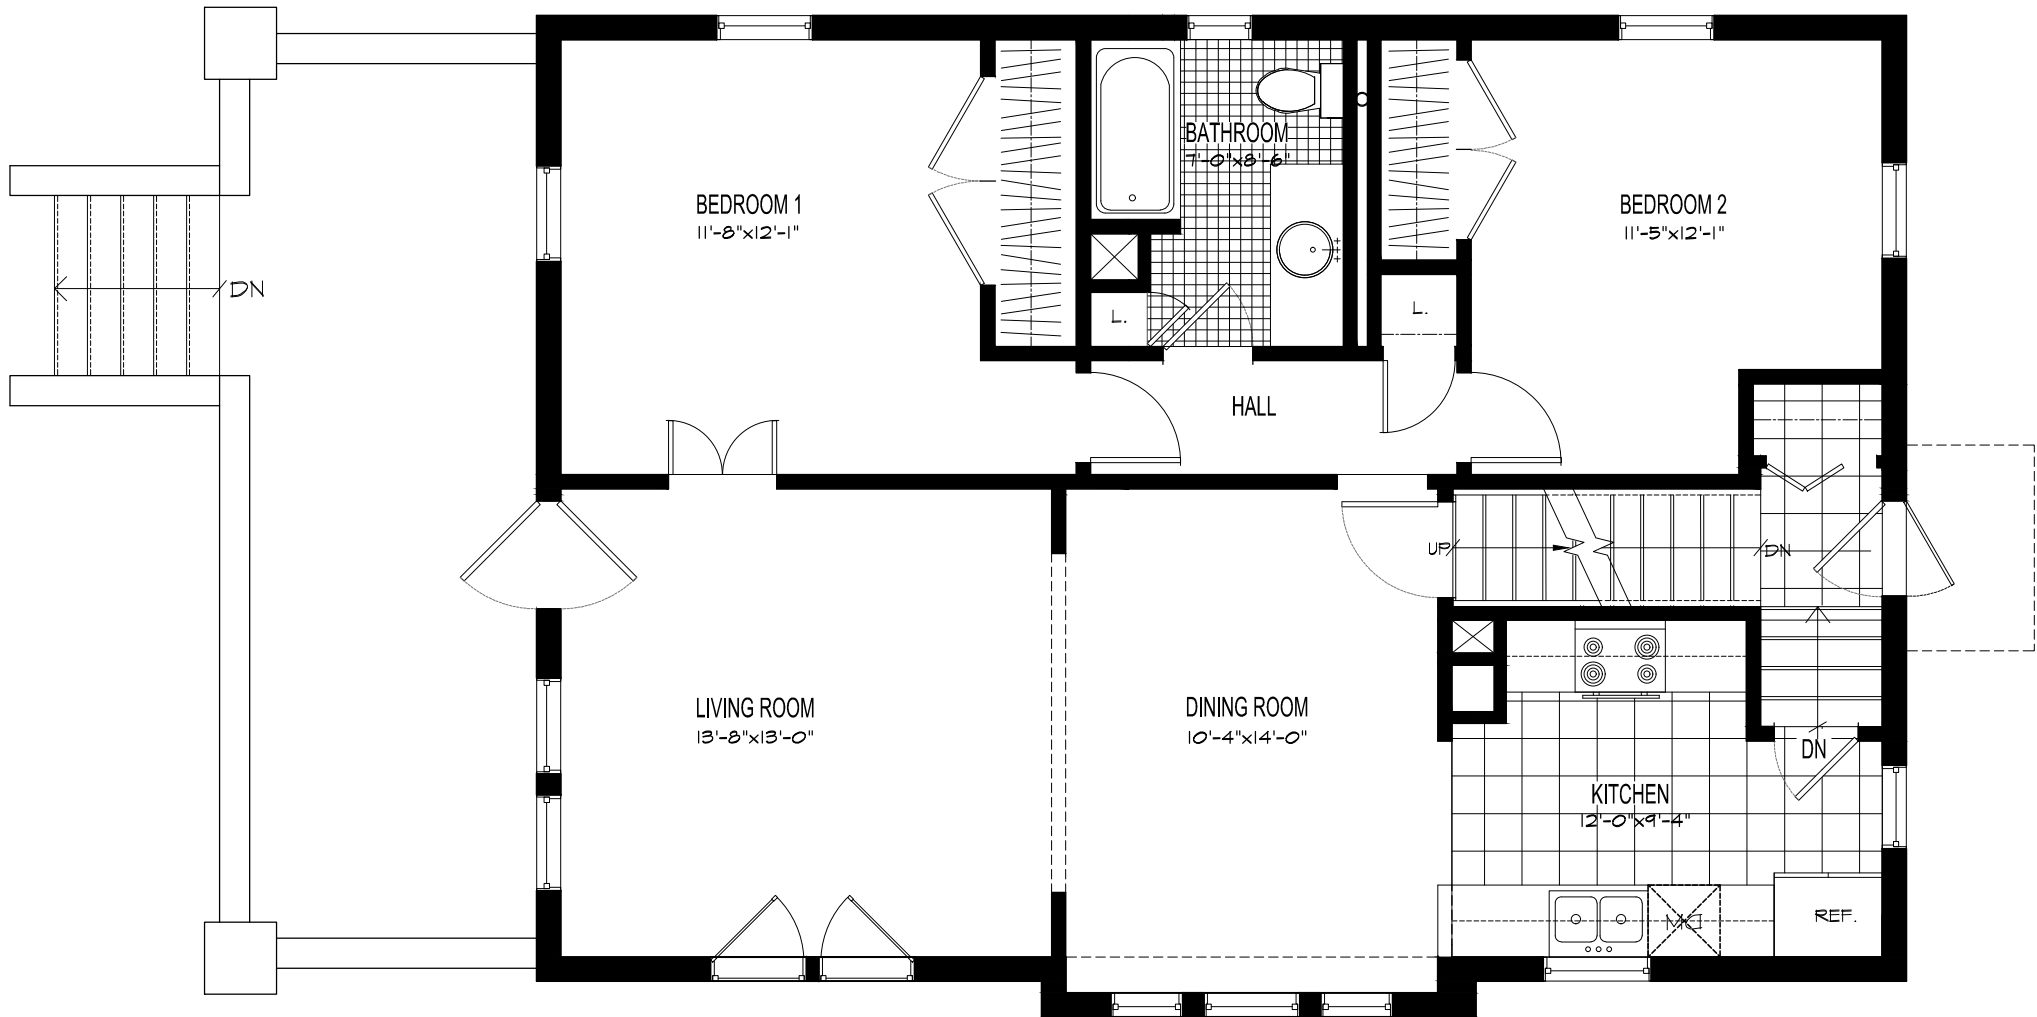 BATHROOM
7'-0"x8'-6"
BEDROOM 1
11'-8"x12'-1"
BEDROOM 2
11'-5"x12'-1"
DN
L.
L.
HALL
UP
DN
LIVING ROOM
13'-8"x13'-0"
DINING ROOM
10'-4"x14'-0"
DN
KITCHEN
12'-0"x9'-4"
DW
REF.